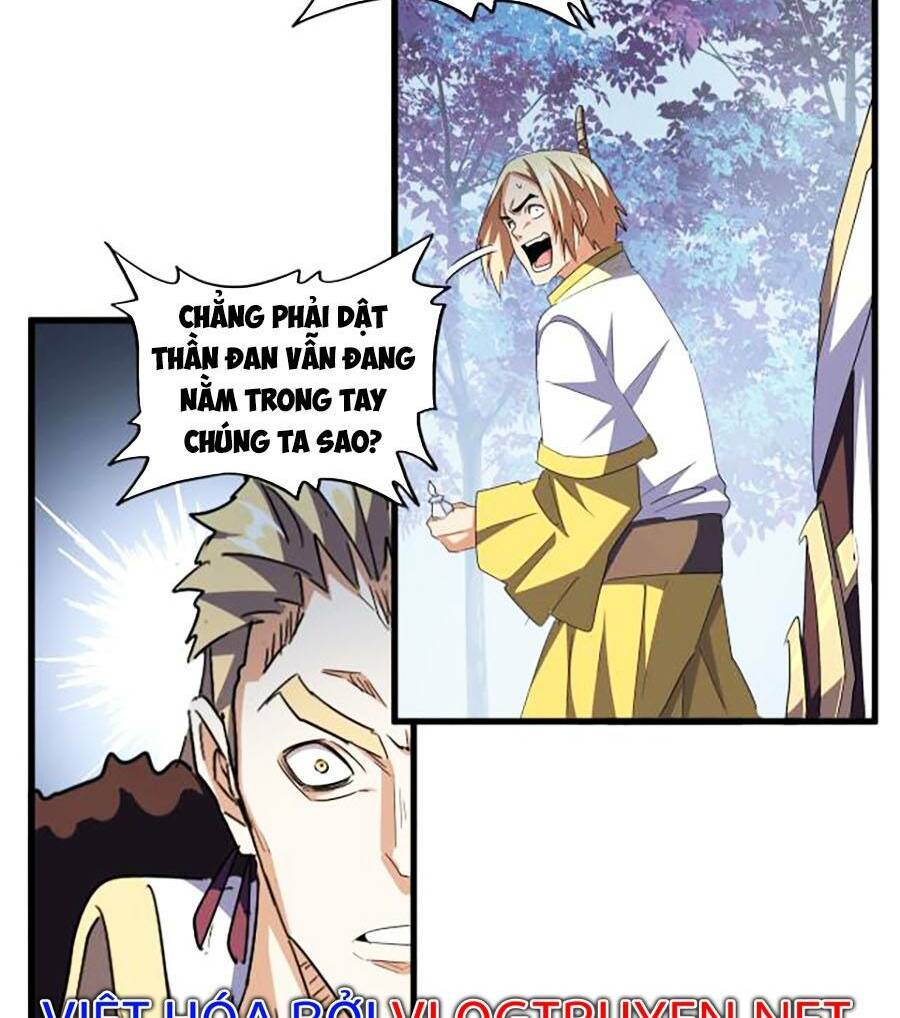 CHẲNG PHẢI DẬT
THẦN ĐAN VẪN ĐANG
NẰM TRONG TAY
CHÚNG TA SAO?
VIỆT HÓA BỞI VLOGTRUYEN.NET